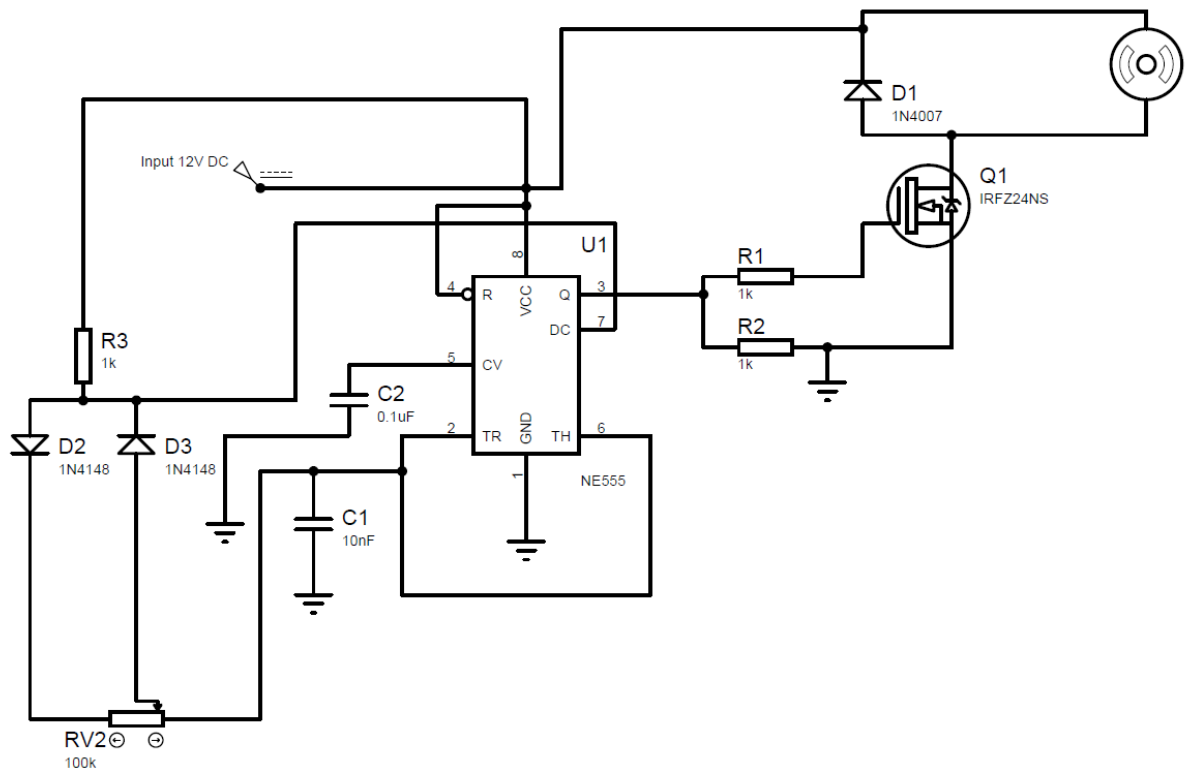 D1
1N4007
Input 12V DC
Q1
IRFZ24NS
U1
8
R1
1k
4
R
VCC
Q
3
DC
7
R2
1k
R3
1k
5
CV
C2
0.1uF
2
TR
GND
TH
6
D2
1N4148
D3
1N4148
1
NE555
C1
10nF
RV2
100k